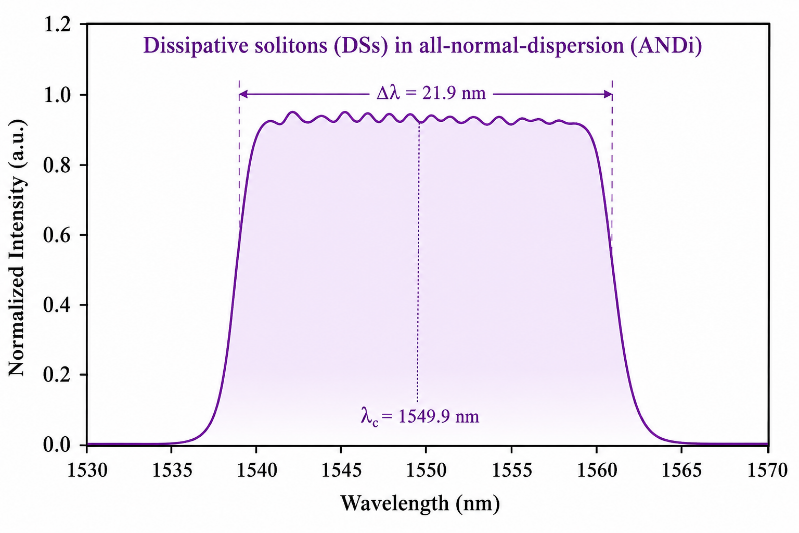 Dissipative solitons (DSs) in all-normal-dispersion (ANDi)
Δλ = 21.9 nm
λc = 1549.9 nm
Normalized Intensity (a.u.)
1.2
1.0
0.8
0.6
0.4
0.2
0.0
1530 1535 1540 1545 1550 1555 1560 1565 1570
Wavelength (nm)